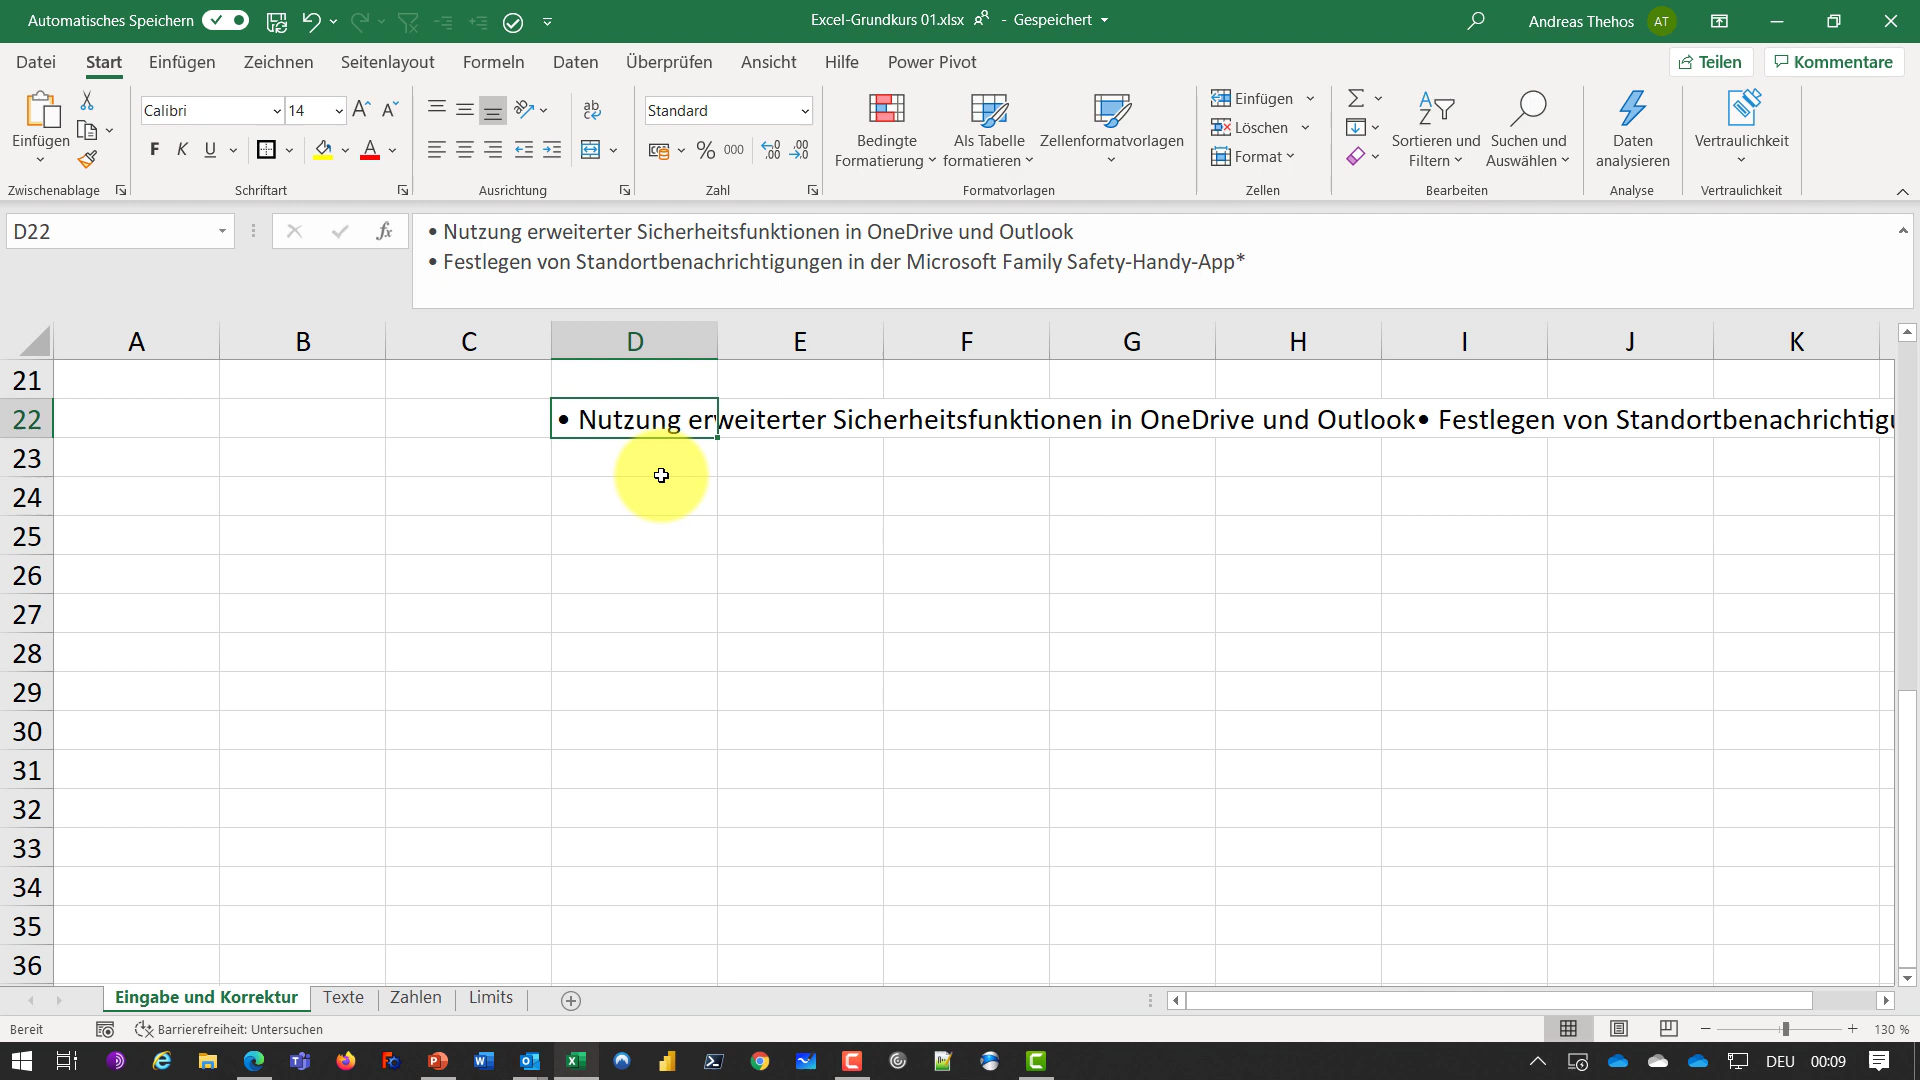 Automatisches Speichern
Excel-Grundkurs 01.xlsx - Gespeichert
Andreas Thehos AT
Datei Start Einfügen Zeichnen Seitenlayout Formeln Daten Überprüfen Ansicht Hilfe Power Pivot
Teilen Kommentare
Einfügen
Zwischenablage
Calibri 14
F K U
Schriftart
ab
Ausrichtung
Standard
% 000
Zahl
Bedingte Formatierung
Als Tabelle formatieren
Zellenformatvorlagen
Formatvorlagen
Einfügen
Löschen
Format
Zellen
Sortieren und Filtern
Suchen und Auswählen
Bearbeiten
Daten analysieren
Analyse
Vertraulichkeit
Vertraulichkeit
D22
fx
• Nutzung erweiterter Sicherheitsfunktionen in OneDrive und Outlook
• Festlegen von Standortbenachrichtigungen in der Microsoft Family Safety-Handy-App*
A B C D E F G H I J K
21
22 • Nutzung erweiterter Sicherheitsfunktionen in OneDrive und Outlook• Festlegen von Standortbenachrichtigu
23
24
25
26
27
28
29
30
31
32
33
34
35
36
Eingabe und Korrektur Texte Zahlen Limits
Bereit Barrierefreiheit: Untersuchen
130 %
DEU 00:09